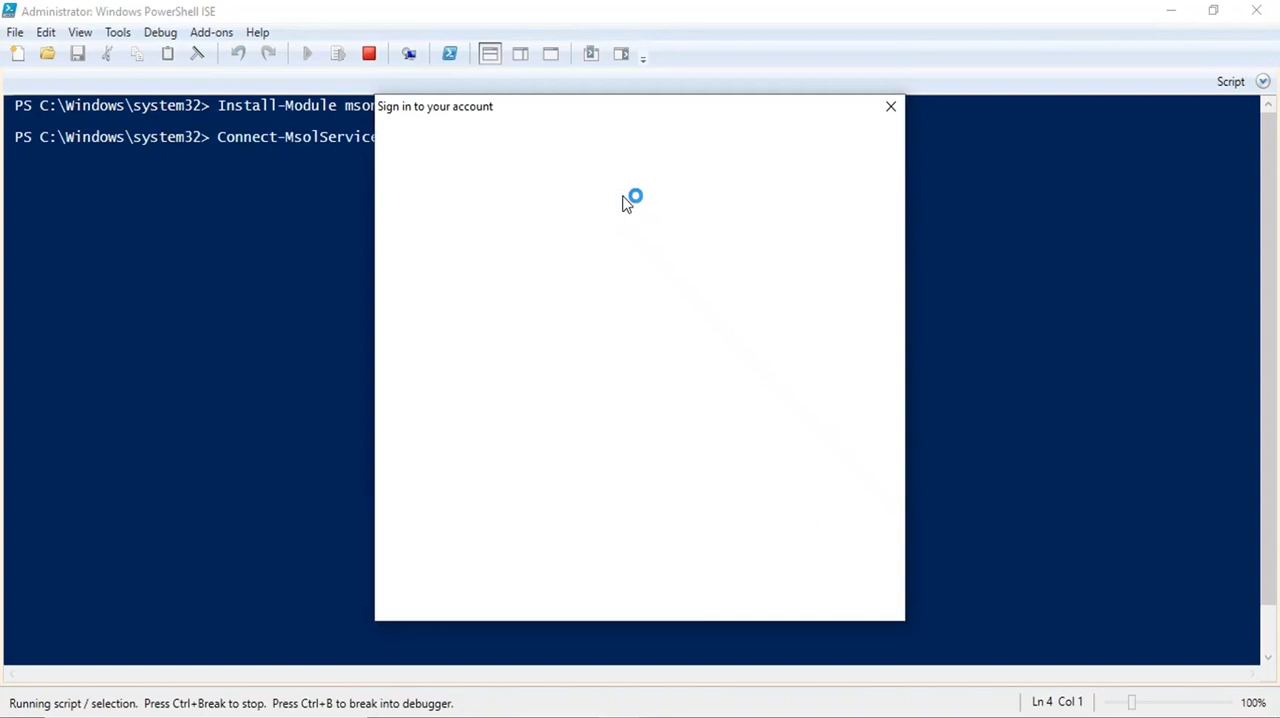 Administrator: Windows PowerShell ISE
File Edit View Tools Debug Add-ons Help
Script
PS C:\Windows\system32> Install-Module
Sign in to your account
PS C:\Windows\system32> Connect-MsolService
Running script / selection. Press Ctrl+Break to stop. Press Ctrl+B to break into debugger.
Ln 4 Col 1
100%